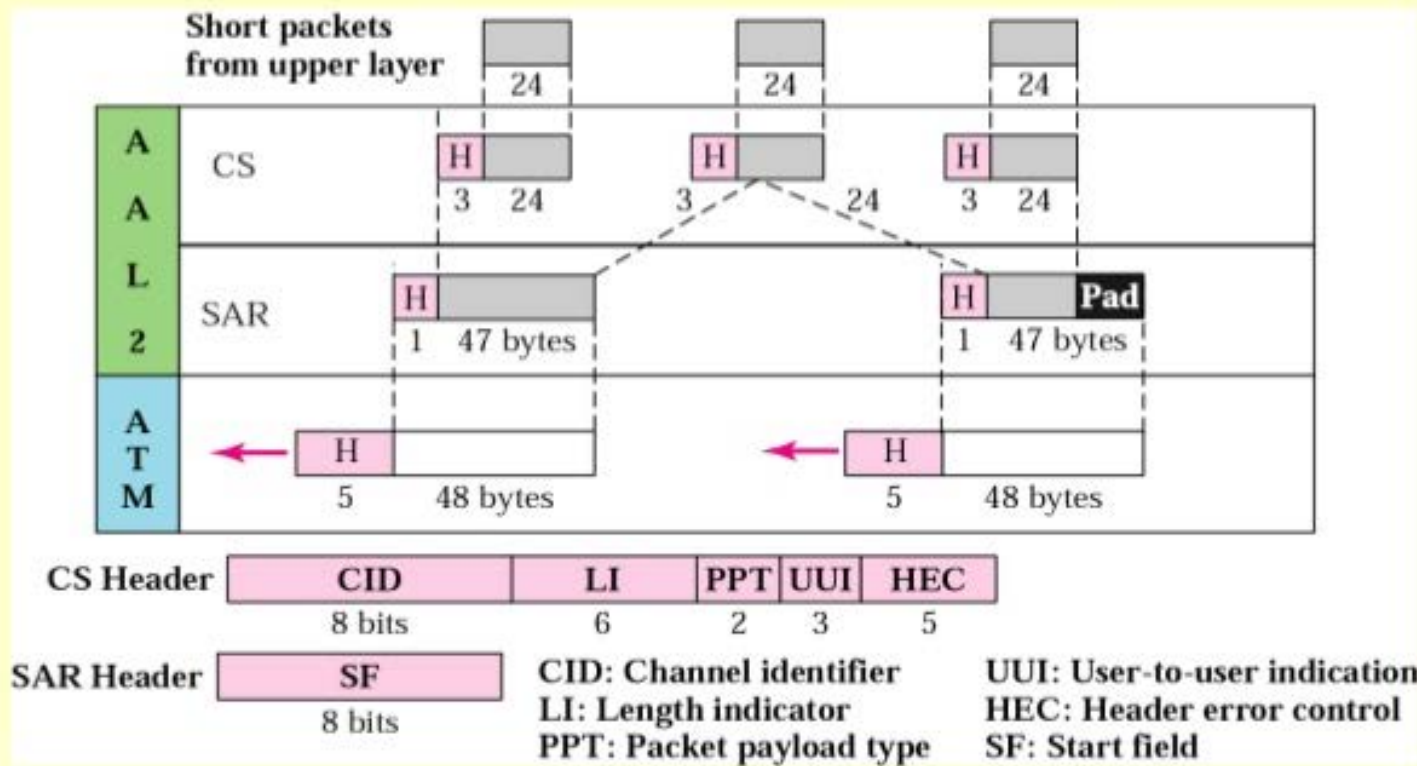 Short packets
from upper layer
24 24 24
A A L 2
CS
H H H
3 24 3 24 3 24
SAR
H H Pad
1 47 bytes 1 47 bytes
A T M
H H
5 48 bytes 5 48 bytes
CS Header CID LI PPT UUI HEC
8 bits 6 2 3 5
SAR Header SF
8 bits
CID: Channel identifier
LI: Length indicator
PPT: Packet payload type
UUI: User-to-user indication
HEC: Header error control
SF: Start field